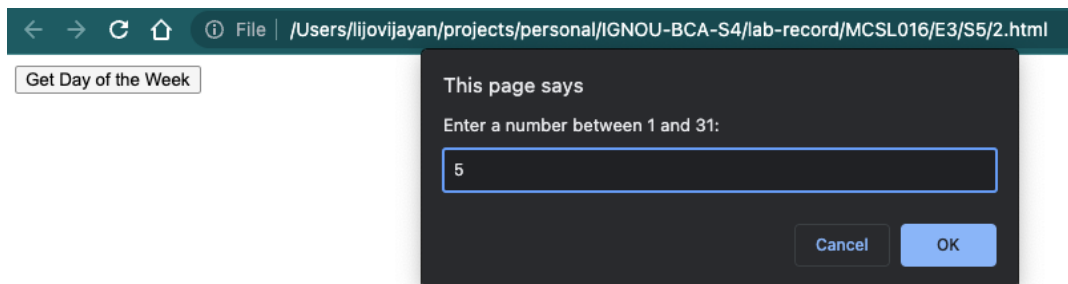 File | /Users/lijovijayan/projects/personal/IGNOU-BCA-S4/lab-record/MCSL016/E3/S5/2.html
Get Day of the Week
This page says
Enter a number between 1 and 31:
5
Cancel OK